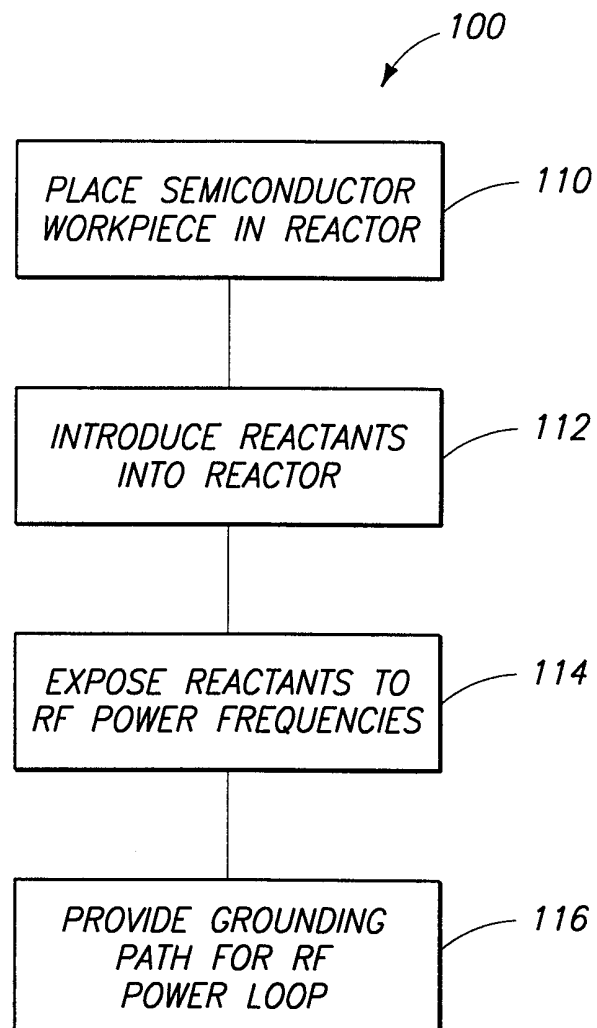 100
PLACE SEMICONDUCTOR
WORKPIECE IN REACTOR
110
INTRODUCE REACTANTS
INTO REACTOR
112
EXPOSE REACTANTS TO
RF POWER FREQUENCIES
114
PROVIDE GROUNDING
PATH FOR RF
POWER LOOP
116